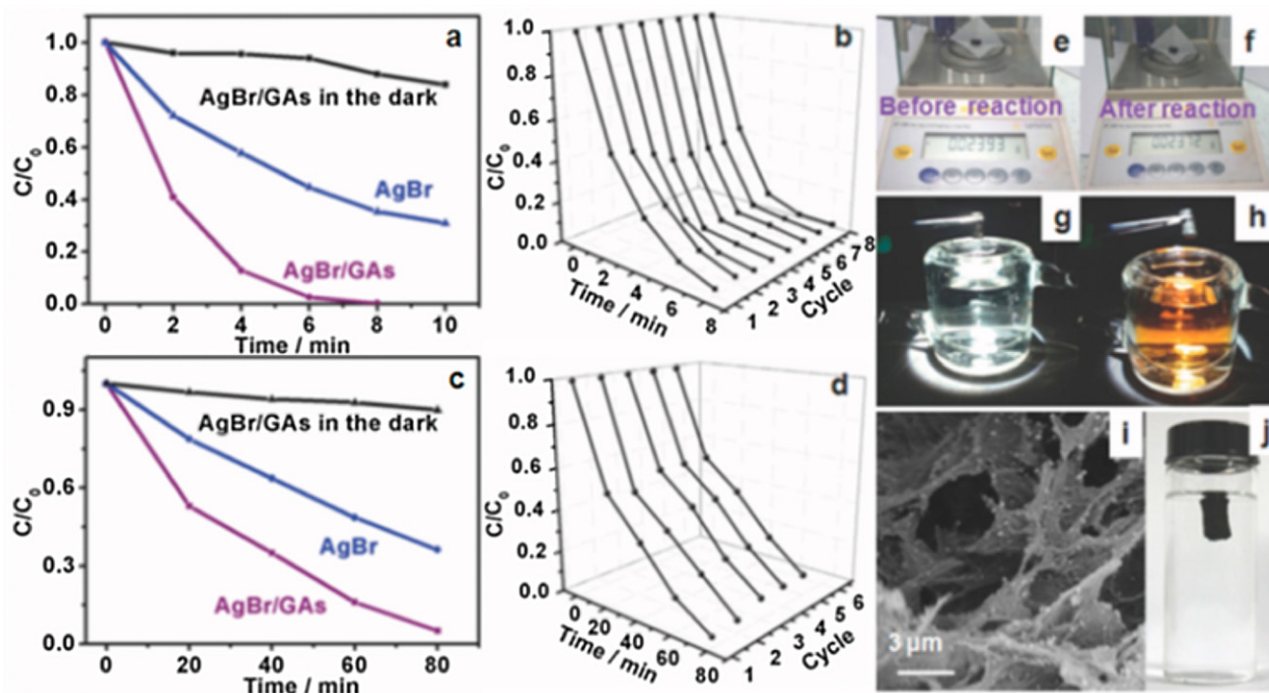 a
1.0
0.8
0.6
0.4
0.2
0.0
C/C0
AgBr/GAs in the dark
AgBr
AgBr/GAs
0 2 4 6 8 10
Time / min
b
1.0
0.8
0.6
0.4
0.2
0.0
C/C0
0 2 4 6 8
Time / min
1 2 3 4 5 6 7 8
Cycle
e
Before reaction
f
After reaction
g
h
c
0.9
0.6
0.3
0.0
C/C0
AgBr/GAs in the dark
AgBr
AgBr/GAs
0 20 40 60 80
Time / min
d
1.0
0.8
0.6
0.4
0.2
0.0
C/C0
0 20 40 60 80
Time / min
1 2 3 4 5 6
Cycle
i
3 μm
j